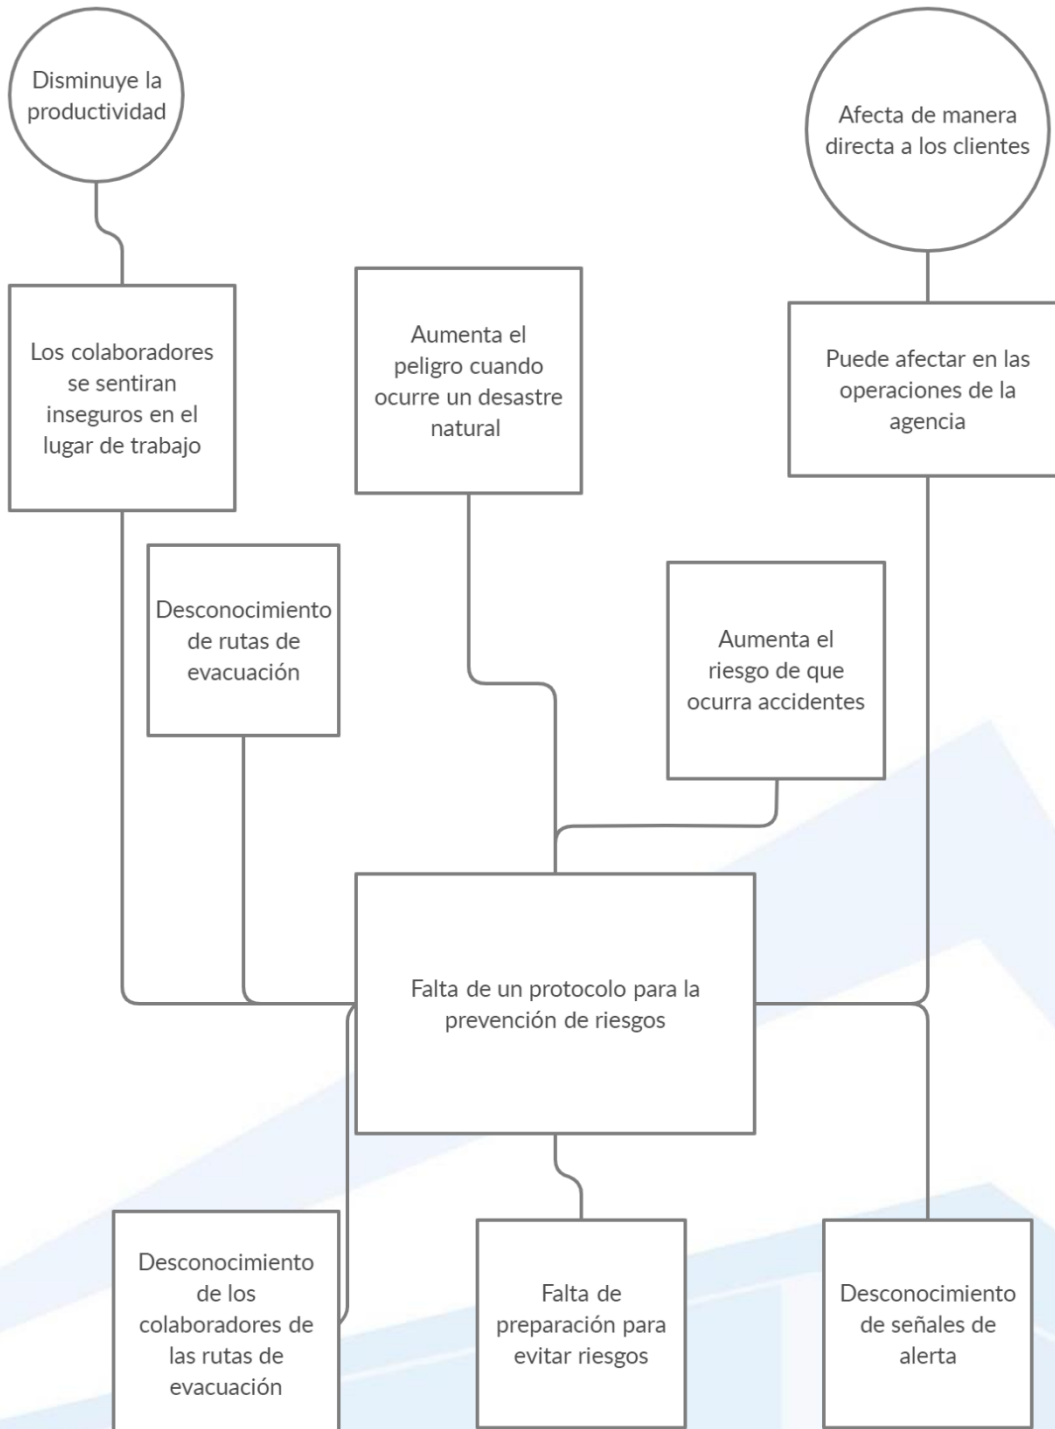 Disminuye la
productividad
Afecta de manera
directa a los clientes
Los colaboradores
se sentiran
inseguros en el
lugar de trabajo
Aumenta el
peligro cuando
ocurre un desastre
natural
Puede afectar en las
operaciones de la
agencia
Desconocimiento
de rutas de
evacuación
Aumenta el
riesgo de que
ocurra accidentes
Falta de un protocolo para la
prevención de riesgos
Desconocimiento
de los
colaboradores de
las rutas de
evacuación
Falta de
preparación para
evitar riesgos
Desconocimiento
de señales de
alerta